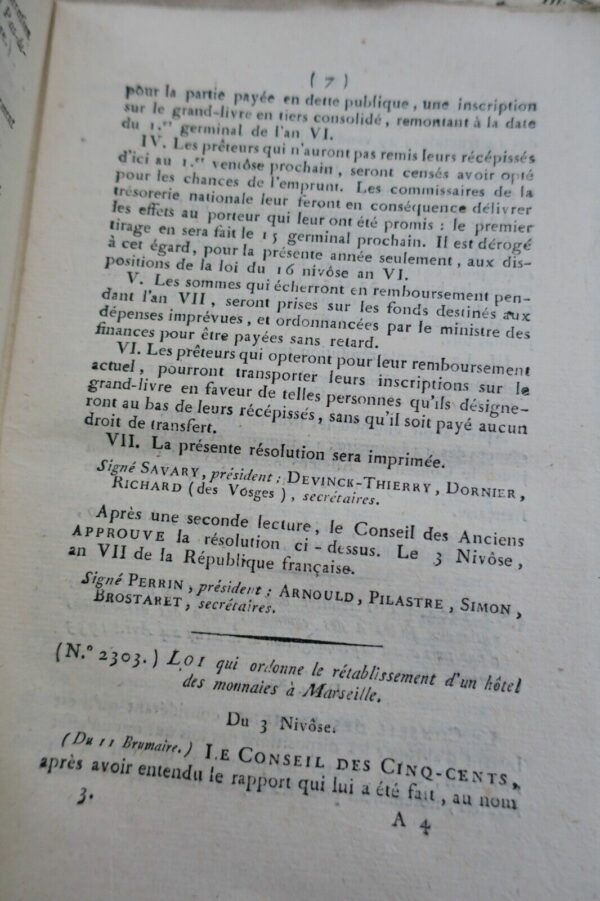 ( 7 )
pour la partie payée en dette publique, une inscription
sur le grand-livre en tiers consolidé, remontant à la date
du 1.er germinal de l'an VI.
IV. Les prêteurs qui n'auront pas remis leurs récépissés
d'ici au 1.er ventôse prochain, seront censés avoir opté
pour les chances de l'emprunt. Les commissaires de la
trésorerie nationale leur feront en conséquence délivrer
les effets au porteur qui leur ont été promis : le premier
tirage en sera fait le 15 germinal prochain. Il est dérogé
à cet égard, pour la présente année seulement, aux dis-
positions de la loi du 16 nivôse an VI.
V. Les sommes qui écherront en remboursement pen-
dant l'an VII, seront prises sur les fonds destinés aux
dépenses imprévues, et ordonnancées par le ministre des
finances pour être payées sans retard.
VI. Les prêteurs qui opteront pour leur remboursement
actuel, pourront transporter leurs inscriptions sur le
grand-livre en faveur de telles personnes qu'ils désigne-
ront au bas de leurs récépissés, sans qu'il soit payé aucun
droit de transfert.
VII. La présente résolution sera imprimée.
Signé SAVARY, président ; DEVINCK-THIERRY, DORNIER,
RICHARD (des Vosges), secrétaires.
Après une seconde lecture, le Conseil des Anciens
APPROUVE la résolution ci-dessus. Le 3 Nivôse,
an VII de la République française.
Signé PERRIN, président ; ARNOULD, PILASTRE, SIMON,
BROSTARET, secrétaires.
(N.º 2303.) LOI qui ordonne le rétablissement d'un hôtel
des monnaies à Marseille.
Du 3 Nivôse.
(Du 11 Brumaire.) LE CONSEIL DES CINQ-CENTS,
après avoir entendu le rapport qui lui a été fait, au nom
3.
A 4